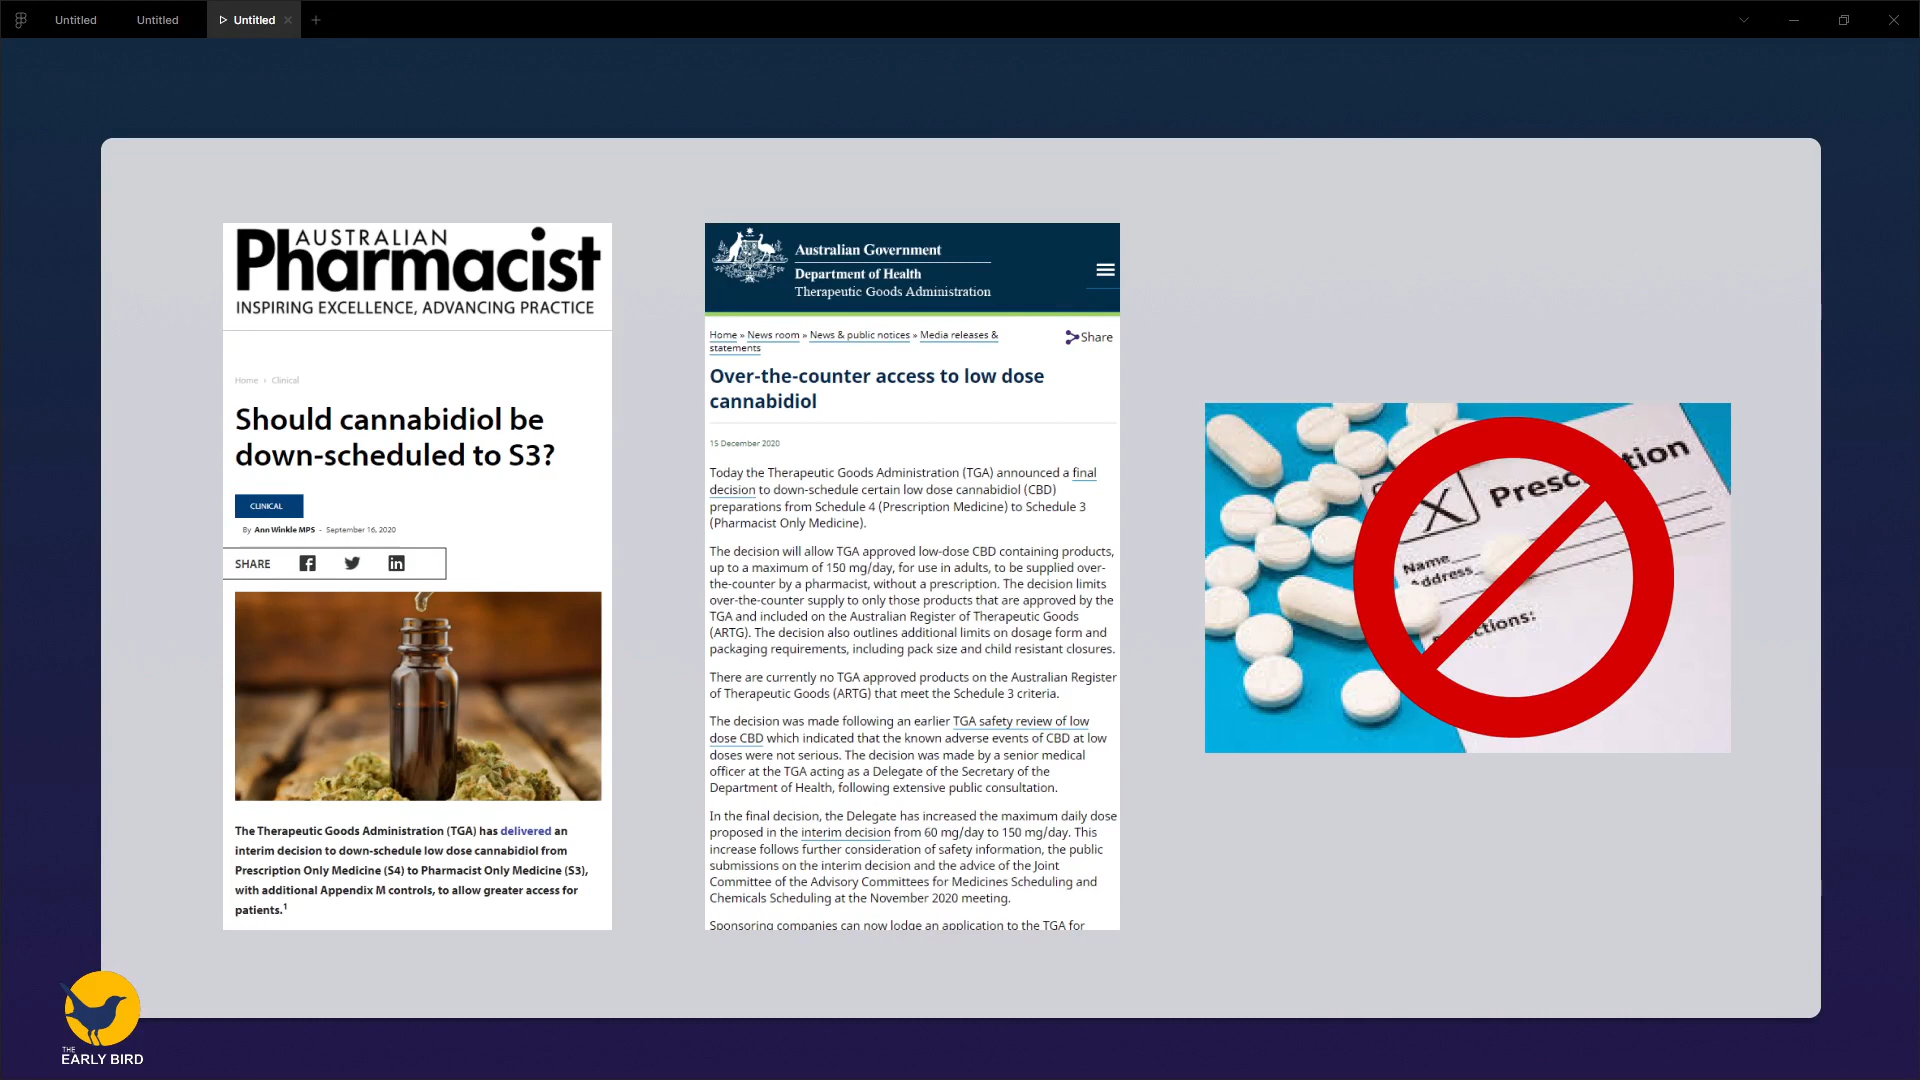 Untitled
Untitled
Untitled
AUSTRALIAN
Pharmacist
INSPIRING EXCELLENCE, ADVANCING PRACTICE
Home › Clinical
Should cannabidiol be
down-scheduled to S3?
CLINICAL
By Ann Winkle MPS - September 16, 2020
SHARE
The Therapeutic Goods Administration (TGA) has delivered an
interim decision to down-schedule low dose cannabidiol from
Prescription Only Medicine (S4) to Pharmacist Only Medicine (S3),
with additional Appendix M controls, to allow greater access for
patients.1
Australian Government
Department of Health
Therapeutic Goods Administration
Home » News room » News & public notices » Media releases &
statements
Share
Over-the-counter access to low dose
cannabidiol
15 December 2020
Today the Therapeutic Goods Administration (TGA) announced a final
decision to down-schedule certain low dose cannabidiol (CBD)
preparations from Schedule 4 (Prescription Medicine) to Schedule 3
(Pharmacist Only Medicine).
The decision will allow TGA approved low-dose CBD containing products,
up to a maximum of 150 mg/day, for use in adults, to be supplied over-
the-counter by a pharmacist, without a prescription. The decision limits
over-the-counter supply to only those products that are approved by the
TGA and included on the Australian Register of Therapeutic Goods
(ARTG). The decision also outlines additional limits on dosage form and
packaging requirements, including pack size and child resistant closures.
There are currently no TGA approved products on the Australian Register
of Therapeutic Goods (ARTG) that meet the Schedule 3 criteria.
The decision was made following an earlier TGA safety review of low
dose CBD which indicated that the known adverse events of CBD at low
doses were not serious. The decision was made by a senior medical
officer at the TGA acting as a Delegate of the Secretary of the
Department of Health, following extensive public consultation.
In the final decision, the Delegate has increased the maximum daily dose
proposed in the interim decision from 60 mg/day to 150 mg/day. This
increase follows further consideration of safety information, the public
submissions on the interim decision and the advice of the Joint
Committee of the Advisory Committees for Medicines Scheduling and
Chemicals Scheduling at the November 2020 meeting.
Sponsoring companies can now lodge an application to the TGA for
Name
Address
THE
EARLY BIRD